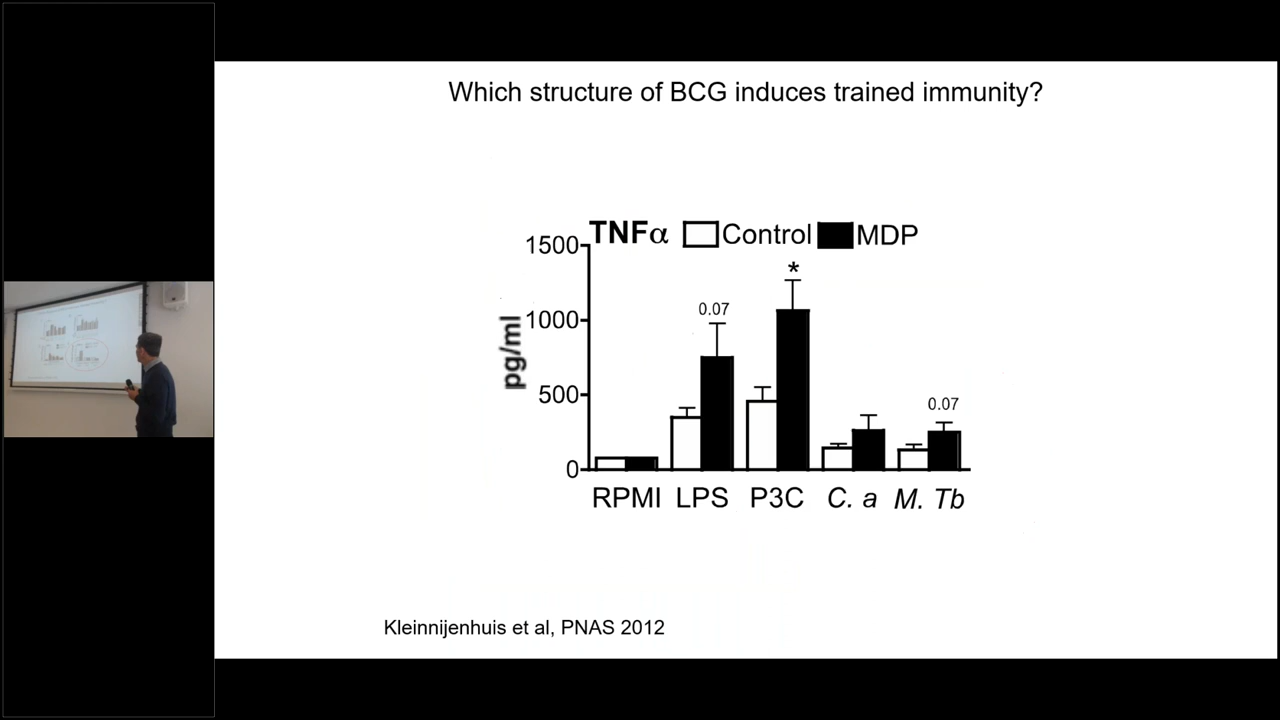 Which structure of BCG induces trained immunity?
TNFα Control MDP
1500
1000
500
0
pg/ml
0.07
*
0.07
RPMI LPS P3C C. a M. Tb
Kleinnijenhuis et al, PNAS 2012